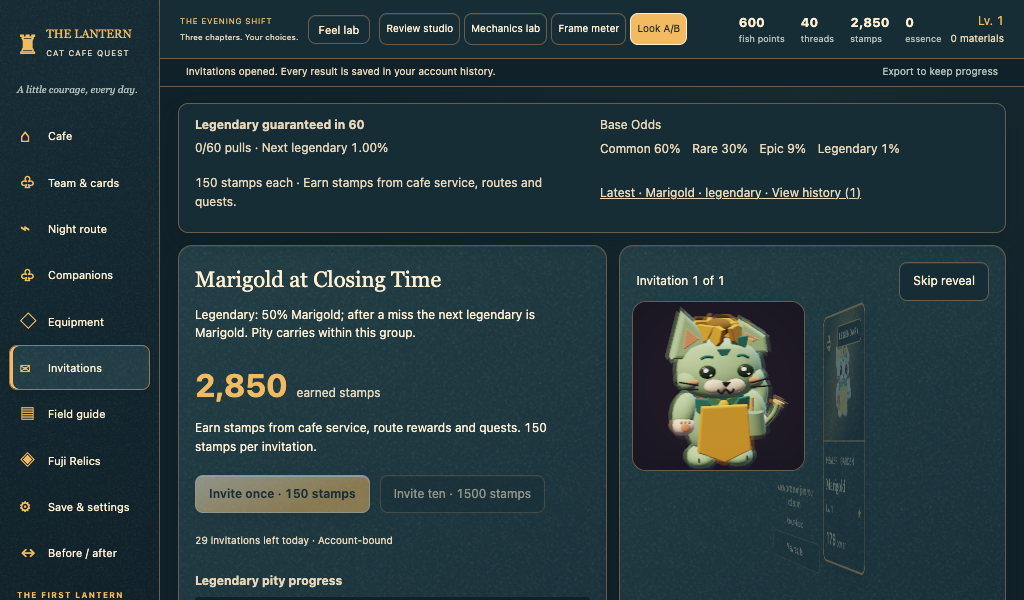 THE LANTERN
CAT CAFE QUEST
A little courage, every day.
Cafe
Team & cards
Night route
Companions
Equipment
Invitations
Field guide
Fuji Relics
Save & settings
Before / after
THE FIRST LANTERN
THE EVENING SHIFT
Three chapters. Your choices.
Feel lab
Review studio
Mechanics lab
Frame meter
Look A/B
600
fish points
40
threads
2,850
stamps
0
essence
Lv. 1
0 materials
Invitations opened. Every result is saved in your account history.
Export to keep progress
Legendary guaranteed in 60
0/60 pulls · Next legendary 1.00%
150 stamps each · Earn stamps from cafe service, routes and
quests.
Base Odds
Common 60% Rare 30% Epic 9% Legendary 1%
Latest · Marigold · legendary · View history (1)
Marigold at Closing Time
Legendary: 50% Marigold; after a miss the next legendary is
Marigold. Pity carries within this group.
2,850 earned stamps
Earn stamps from cafe service, route rewards and quests. 150
stamps per invitation.
Invite once · 150 stamps
Invite ten · 1500 stamps
29 invitations left today · Account-bound
Legendary pity progress
Invitation 1 of 1
Skip reveal
Marigold